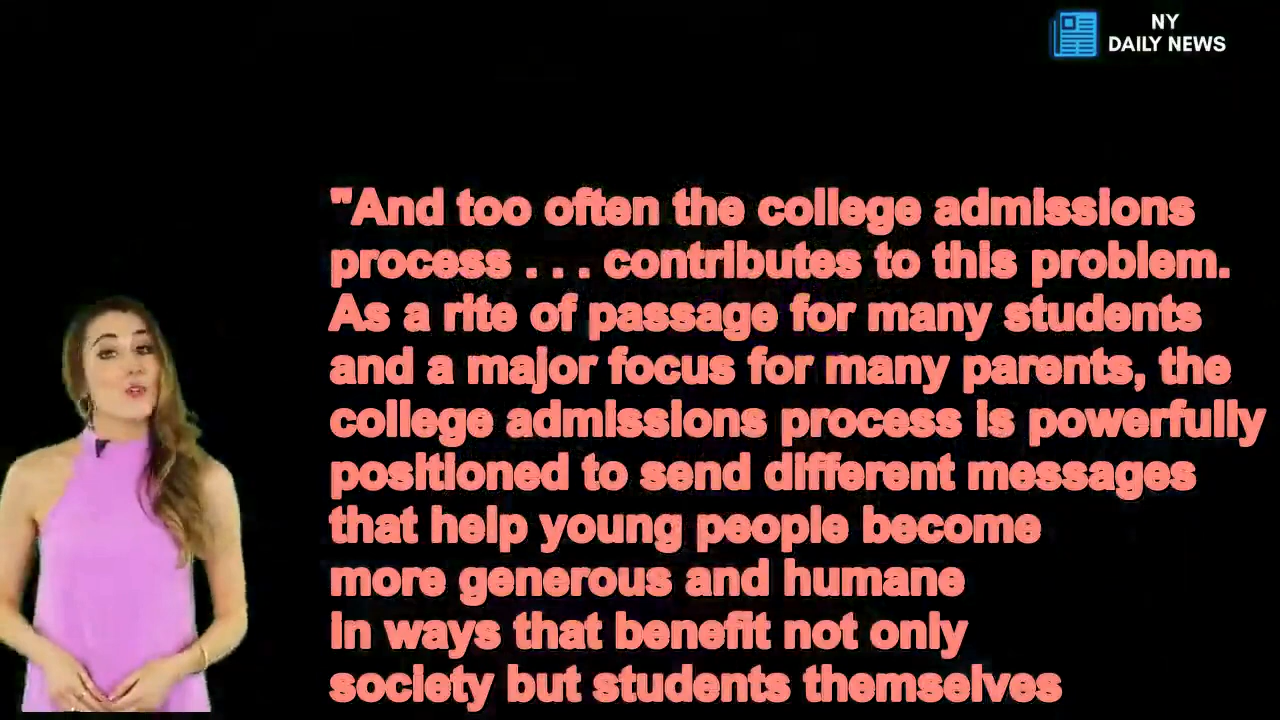 NY
DAILY NEWS
"And too often the college admissions
process . . . contributes to this problem.
As a rite of passage for many students
and a major focus for many parents, the
college admissions process is powerfully
positioned to send different messages
that help young people become
more generous and humane
in ways that benefit not only
society but students themselves